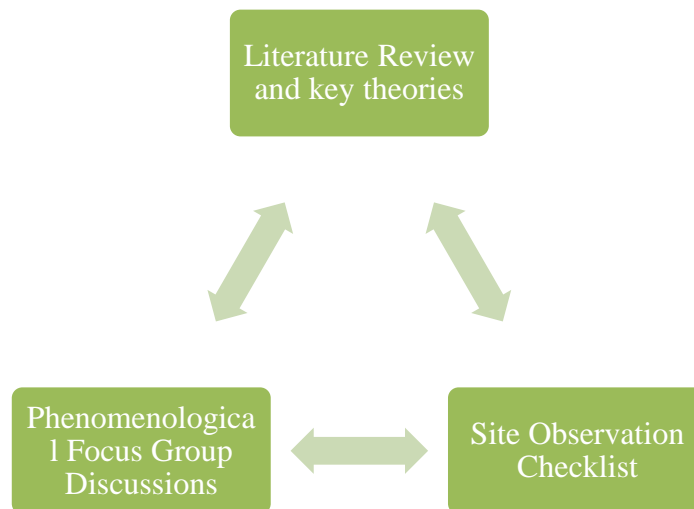 Literature Review
and key theories
Phenomenologica
l Focus Group
Discussions
Site Observation
Checklist